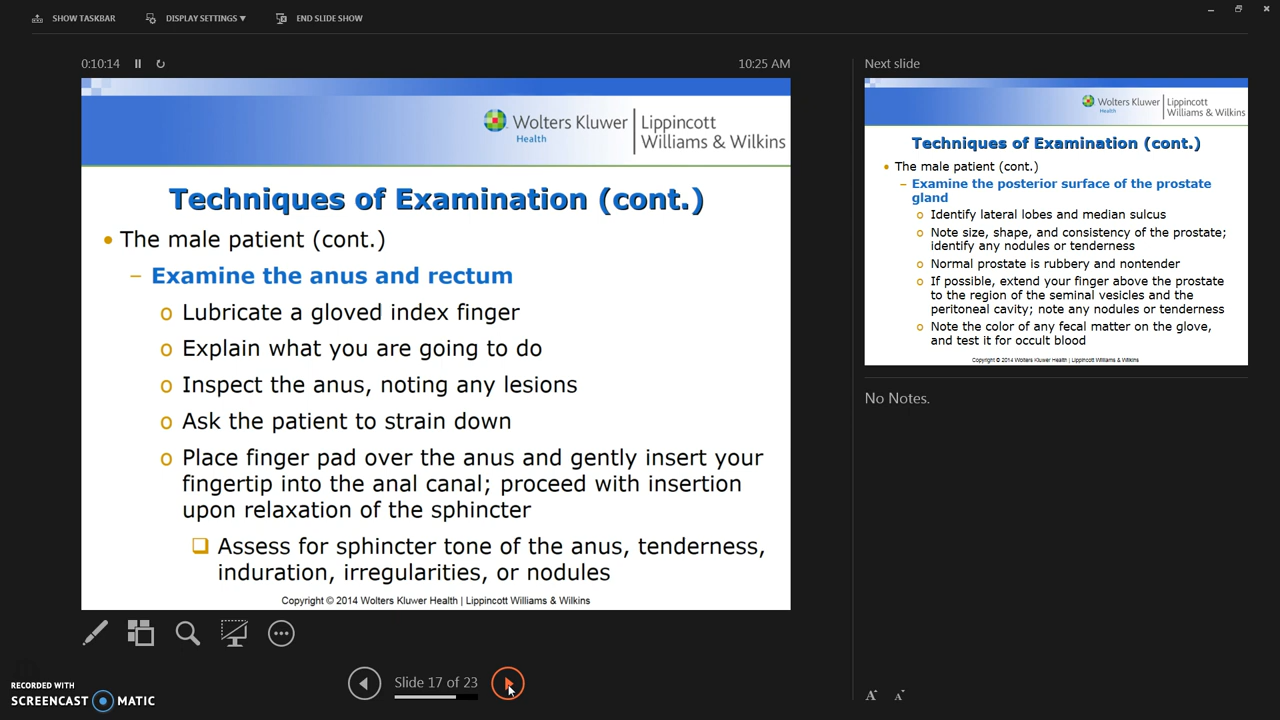 SHOW TASKBAR
DISPLAY SETTINGS ▼
END SLIDE SHOW
0:10:14
10:25 AM
Wolters Kluwer
Health
Lippincott
Williams & Wilkins
Techniques of Examination (cont.)
• The male patient (cont.)
– Examine the anus and rectum
o Lubricate a gloved index finger
o Explain what you are going to do
o Inspect the anus, noting any lesions
o Ask the patient to strain down
o Place finger pad over the anus and gently insert your
fingertip into the anal canal; proceed with insertion
upon relaxation of the sphincter
❑ Assess for sphincter tone of the anus, tenderness,
induration, irregularities, or nodules
Copyright © 2014 Wolters Kluwer Health | Lippincott Williams & Wilkins
Slide 17 of 23
RECORDED WITH
SCREENCAST MATIC
Next slide
Wolters Kluwer
Health
Lippincott
Williams & Wilkins
Techniques of Examination (cont.)
• The male patient (cont.)
– Examine the posterior surface of the prostate
gland
o Identify lateral lobes and median sulcus
o Note size, shape, and consistency of the prostate;
identify any nodules or tenderness
o Normal prostate is rubbery and nontender
o If possible, extend your finger above the prostate
to the region of the seminal vesicles and the
peritoneal cavity; note any nodules or tenderness
o Note the color of any fecal matter on the glove,
and test it for occult blood
Copyright © 2014 Wolters Kluwer Health | Lippincott Williams & Wilkins
No Notes.
A A